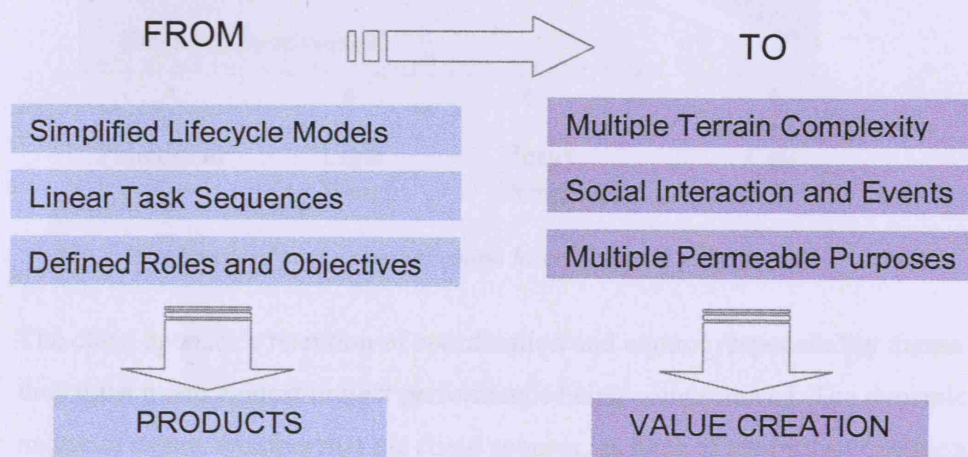 FROM
TO
Simplified Lifecycle Models
Linear Task Sequences
Defined Roles and Objectives
PRODUCTS
Multiple Terrain Complexity
Social Interaction and Events
Multiple Permeable Purposes
VALUE CREATION